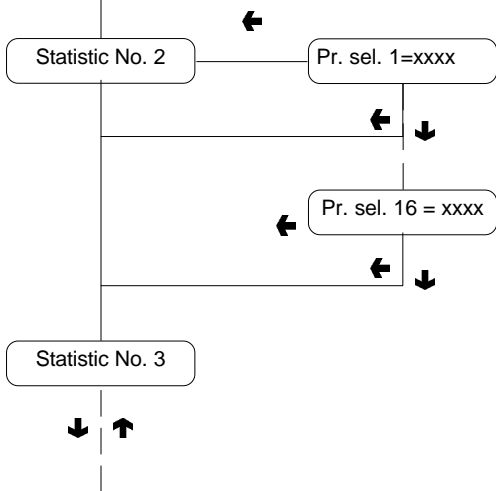 Statistic No. 2
Pr. sel. 1=xxxx
Pr. sel. 16 = xxxx
Statistic No. 3